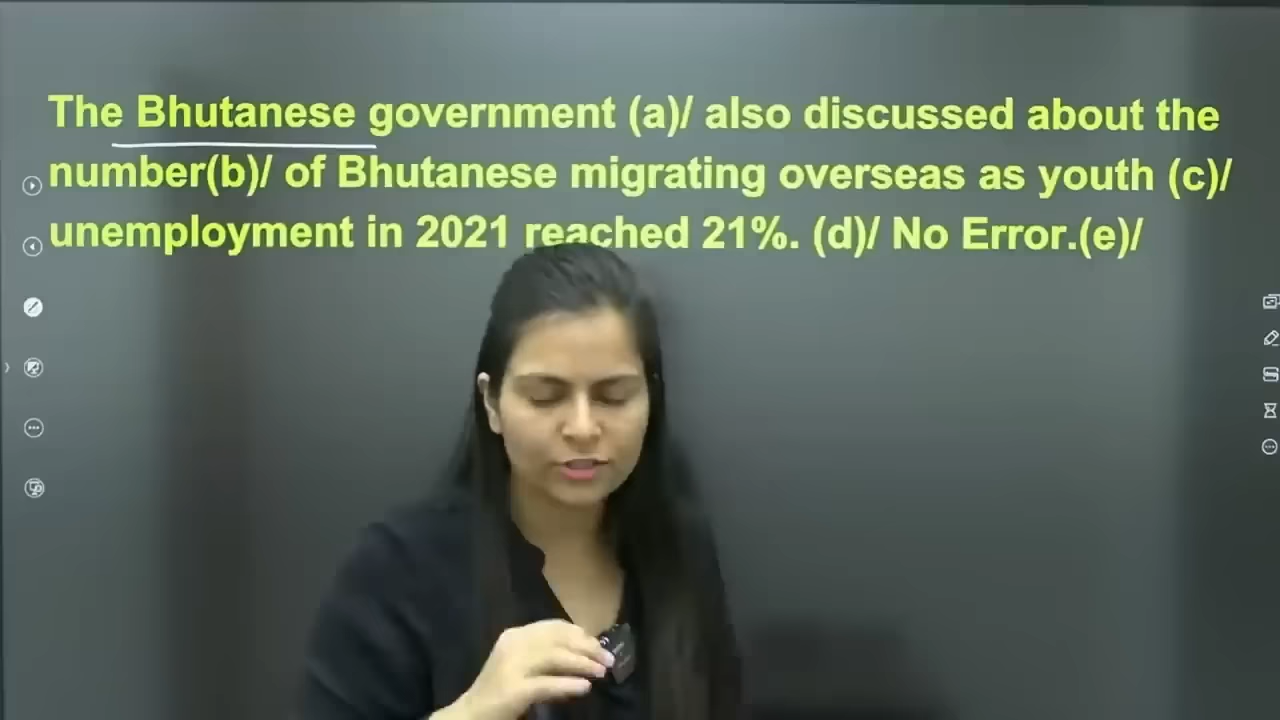 The Bhutanese government (a)/ also discussed about the
number(b)/ of Bhutanese migrating overseas as youth (c)/
unemployment in 2021 reached 21%. (d)/ No Error.(e)/